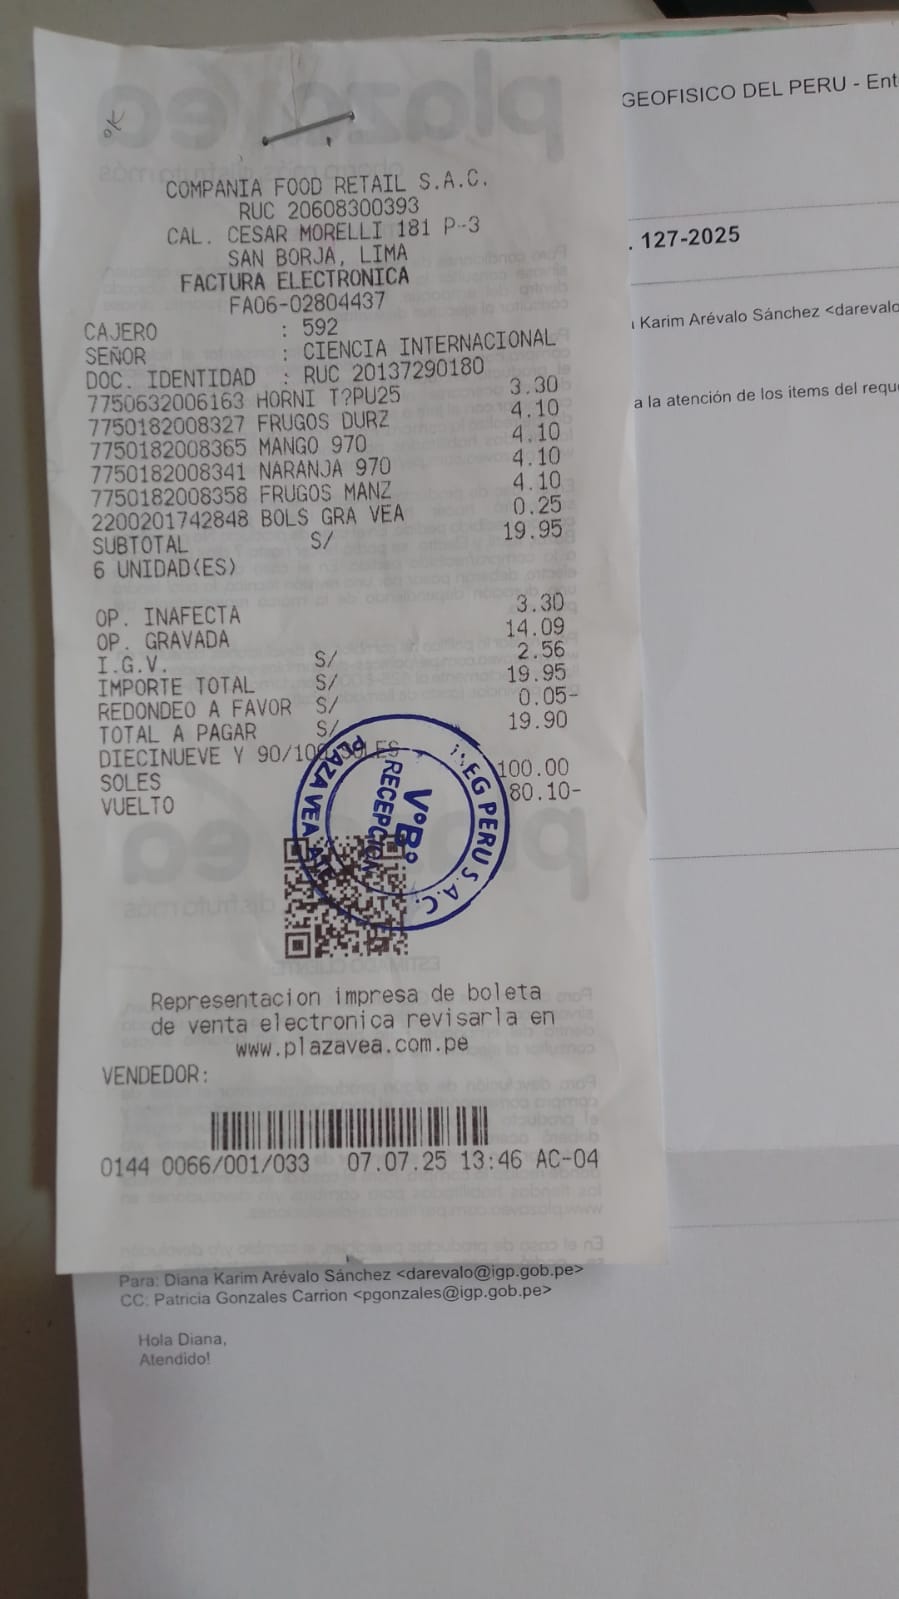 ok
COMPANIA FOOD RETAIL S.A.C.
RUC 20608300393
CAL. CESAR MORELLI 181 P-3
SAN BORJA, LIMA
FACTURA ELECTRONICA
FA06-02804437
CAJERO : 592
SEÑOR : CIENCIA INTERNACIONAL
DOC. IDENTIDAD : RUC 20137290180
7750632006163 HORNI T?PU25 3.30
7750182008327 FRUGOS DURZ 4.10
7750182008365 MANGO 970 4.10
7750182008341 NARANJA 970 4.10
7750182008358 FRUGOS MANZ 4.10
2200201742848 BOLS GRA VEA 0.25
SUBTOTAL S/ 19.95
6 UNIDAD(ES)
OP. INAFECTA 3.30
OP. GRAVADA 14.09
I.G.V. S/ 2.56
IMPORTE TOTAL S/ 19.95
REDONDEO A FAVOR S/ 0.05-
TOTAL A PAGAR S/ 19.90
DIECINUEVE Y 90/100 SOLES
SOLES 100.00
VUELTO 80.10-
PERU S.A.C.
V°B°
RECEPCION
PLAZA VEA
Representacion impresa de boleta
de venta electronica revisarla en
www.plazavea.com.pe
VENDEDOR:
0144 0066/001/033 07.07.25 13:46 AC-04
GEOFISICO DEL PERU - Ent
. 127-2025
Karim Arévalo Sánchez <darevalo
a la atención de los items del requ
Para: Diana Karim Arévalo Sánchez <darevalo@igp.gob.pe>
CC: Patricia Gonzales Carrion <pgonzales@igp.gob.pe>
Hola Diana,
Atendido!